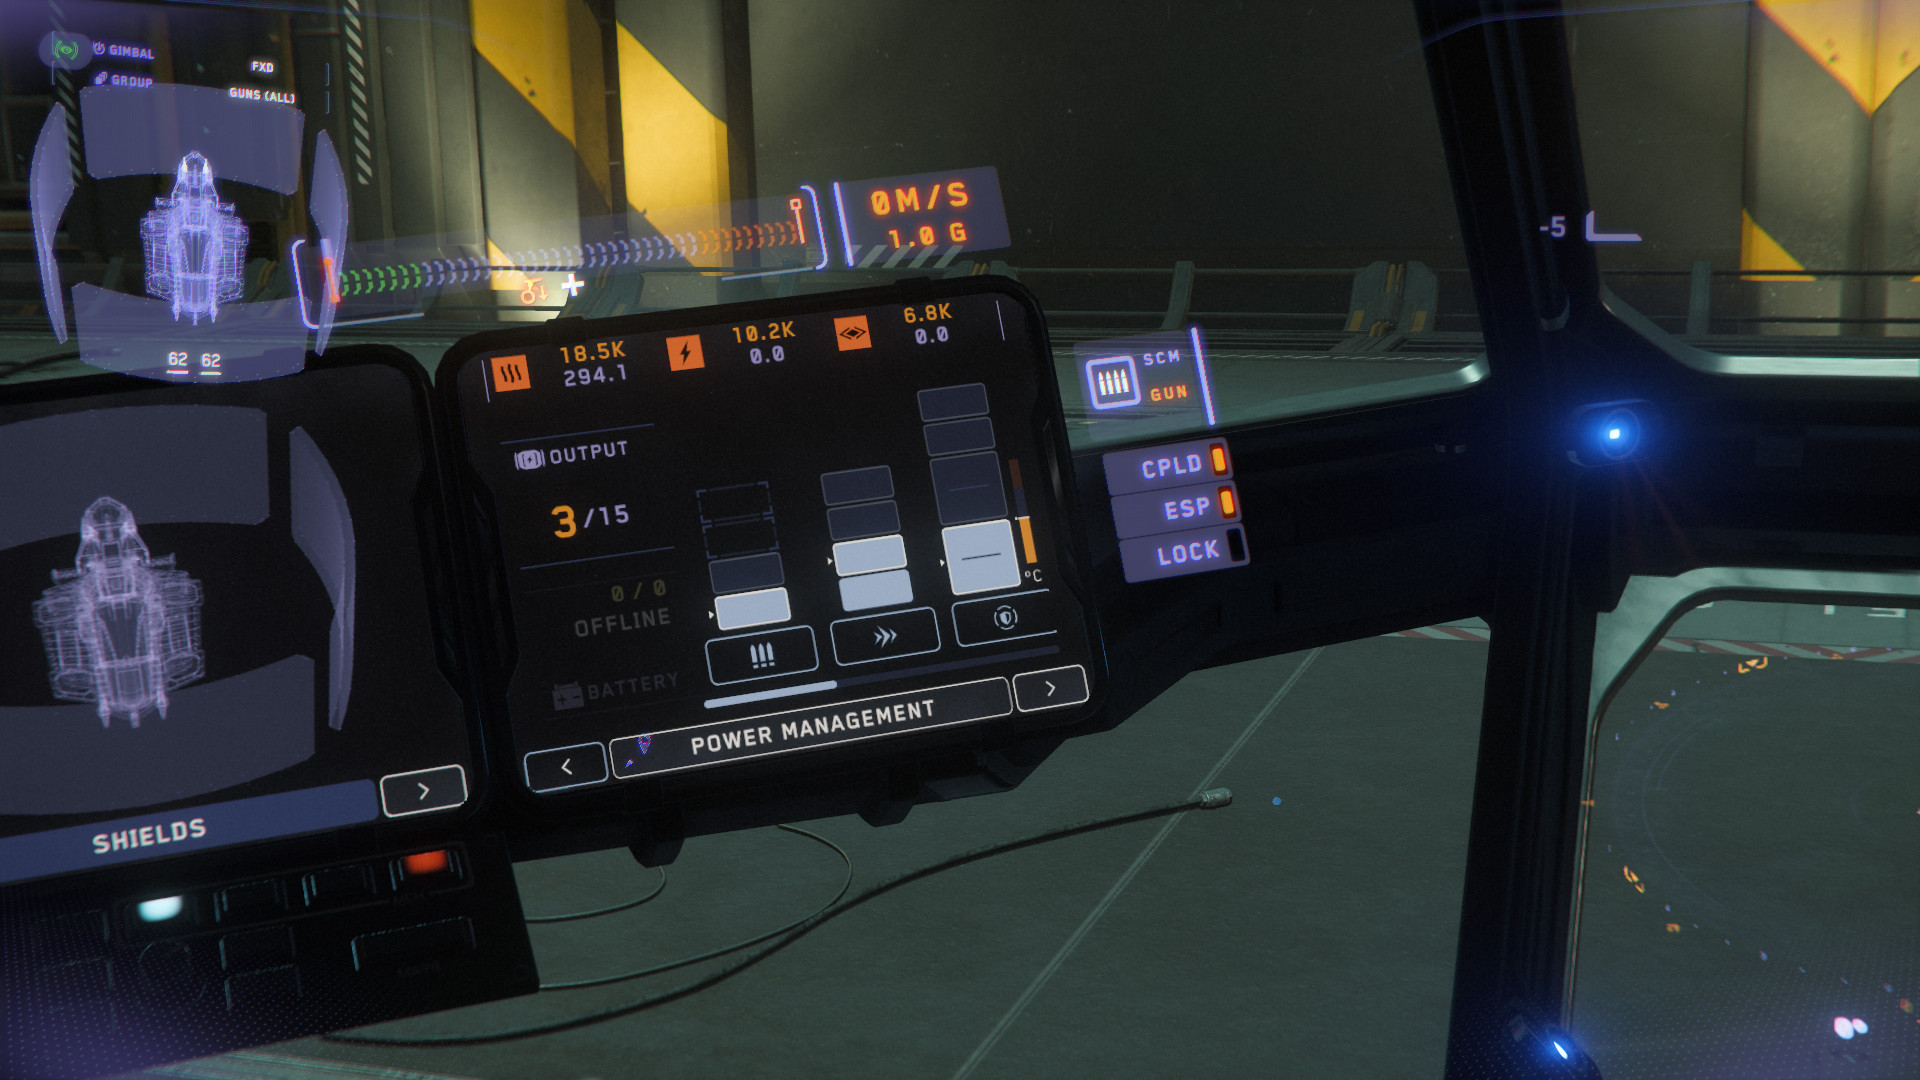 GIMBAL
FXD
GROUP
GUNS (ALL)
62 62
0M/S
1.0 G
-5
18.5K
294.1
10.2K
0.0
6.8K
0.0
OUTPUT
3/15
0 / 0
OFFLINE
BATTERY
°C
< POWER MANAGEMENT >
SCM
GUN
CPLD
ESP
LOCK
SHIELDS >